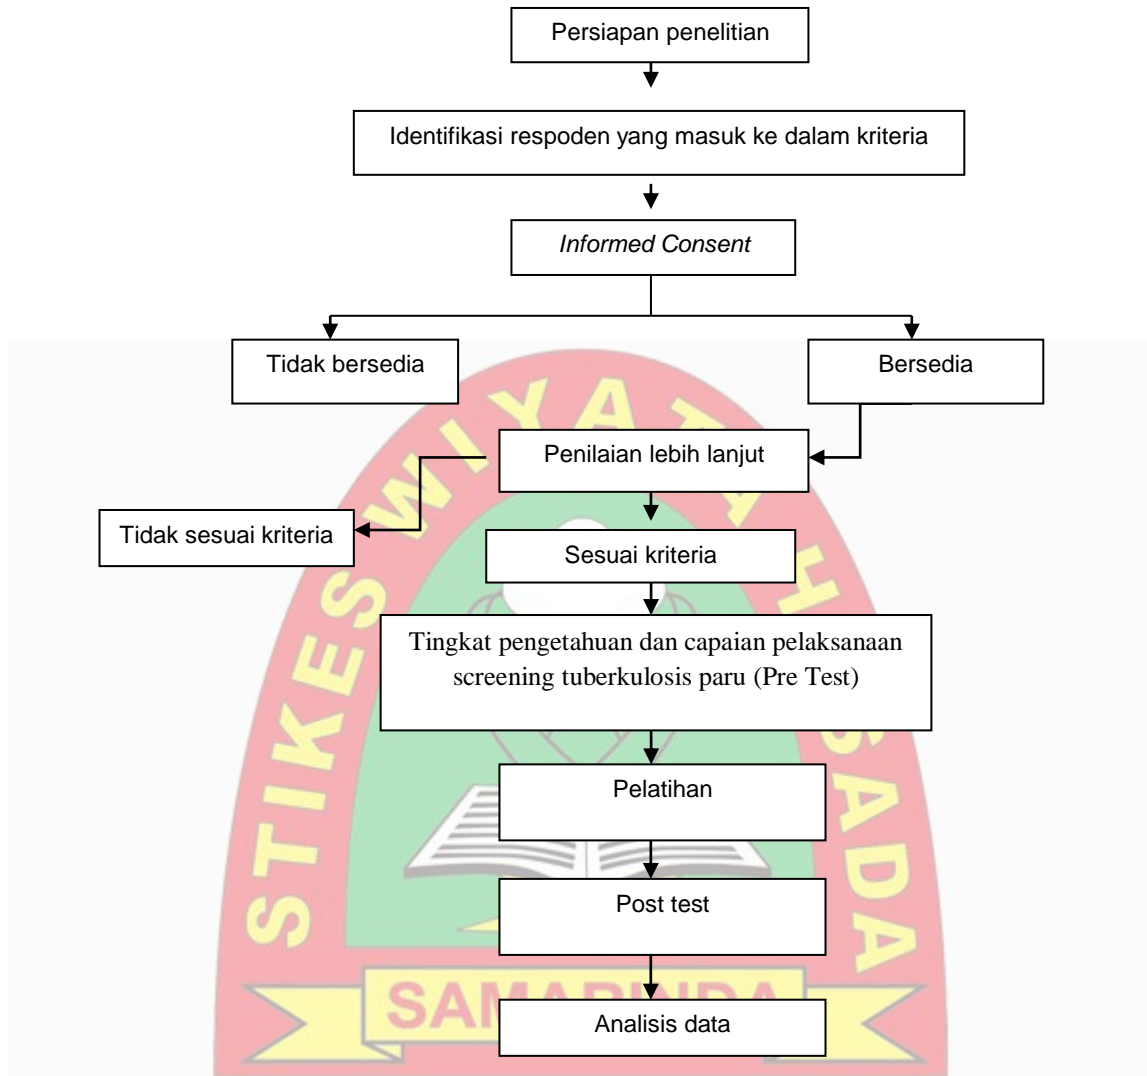 Persiapan penelitian
Identifikasi respoden yang masuk ke dalam kriteria
Informed Consent
Tidak bersedia
Bersedia
Penilaian lebih lanjut
Tidak sesuai kriteria
Sesuai kriteria
Tingkat pengetahuan dan capaian pelaksanaan
screening tuberkulosis paru (Pre Test)
Pelatihan
Post test
Analisis data
STIKES WIYATA HUSADA
SAMARINDA